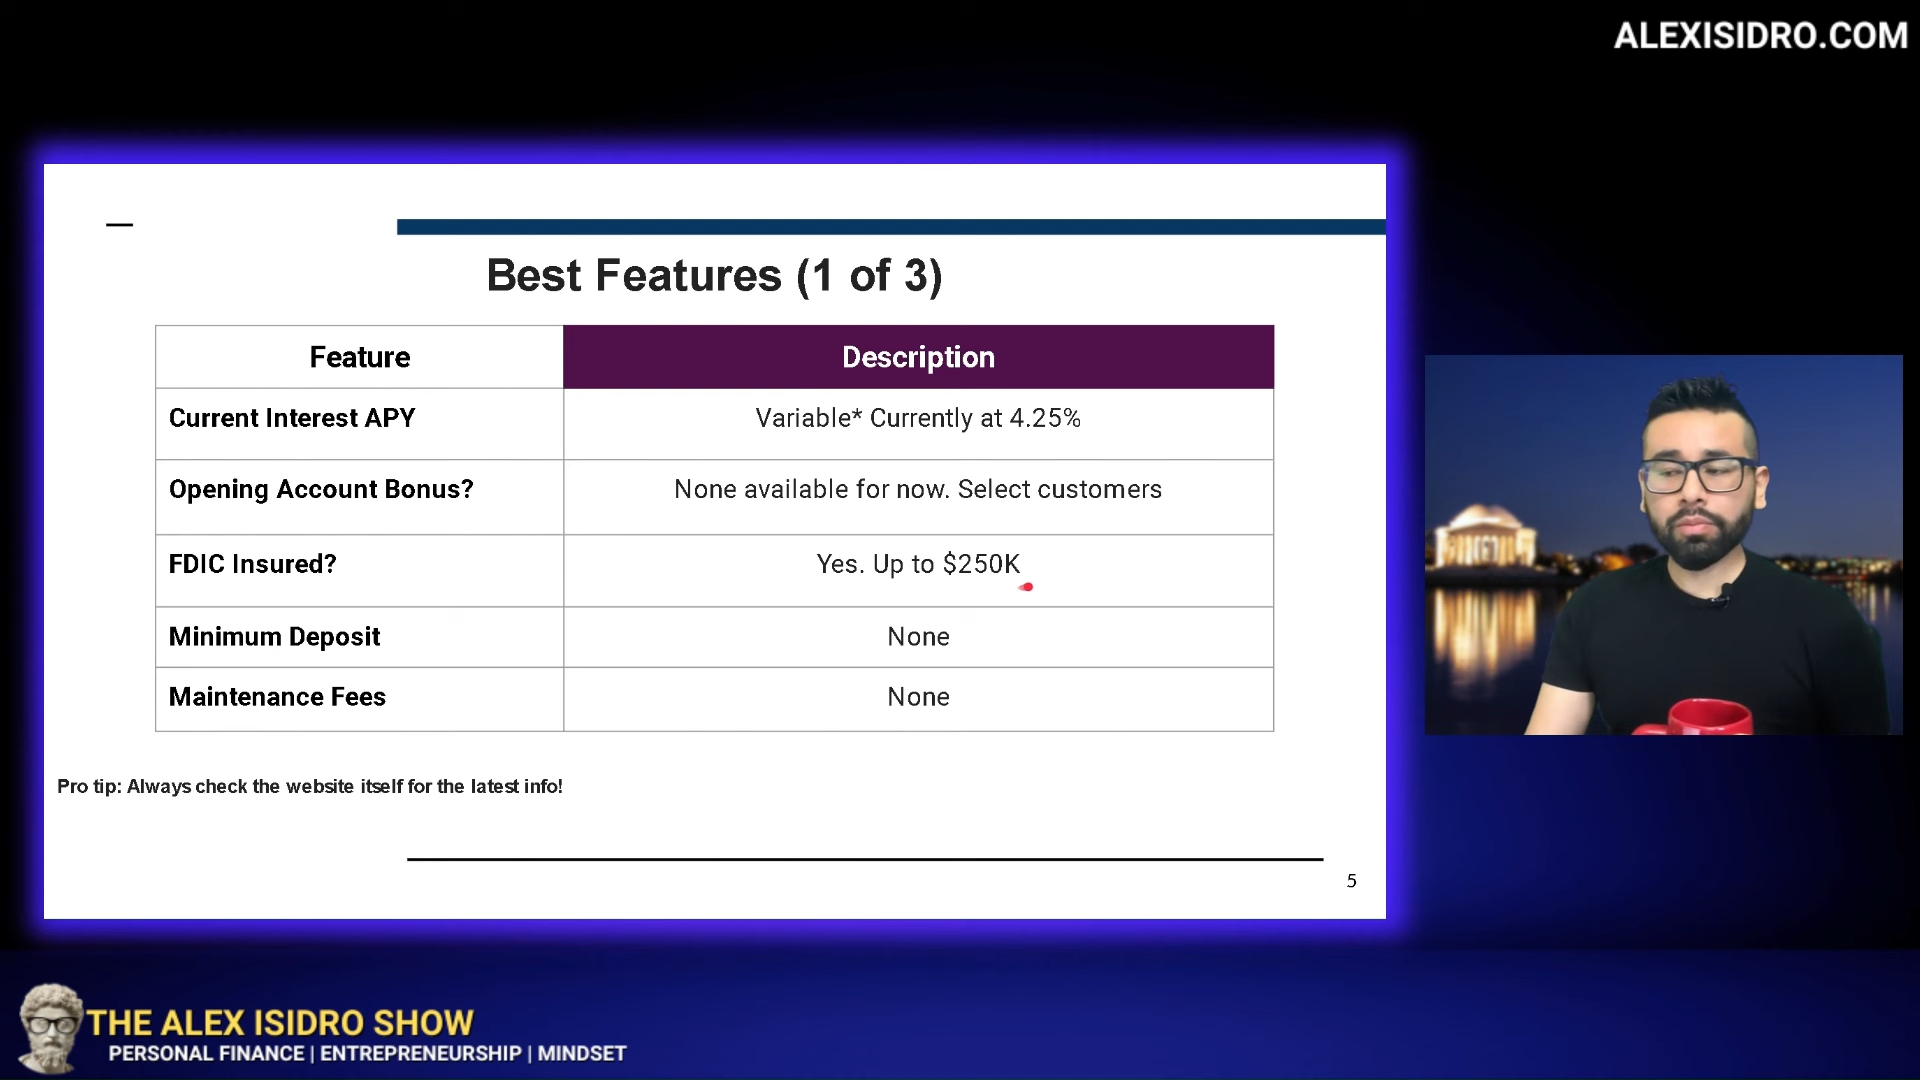 ALEXISIDRO.COM
Best Features (1 of 3)
Feature
Description
Current Interest APY
Variable* Currently at 4.25%
Opening Account Bonus?
None available for now. Select customers
FDIC Insured?
Yes. Up to $250K
Minimum Deposit
None
Maintenance Fees
None
Pro tip: Always check the website itself for the latest info!
5
THE ALEX ISIDRO SHOW
PERSONAL FINANCE | ENTREPRENEURSHIP | MINDSET